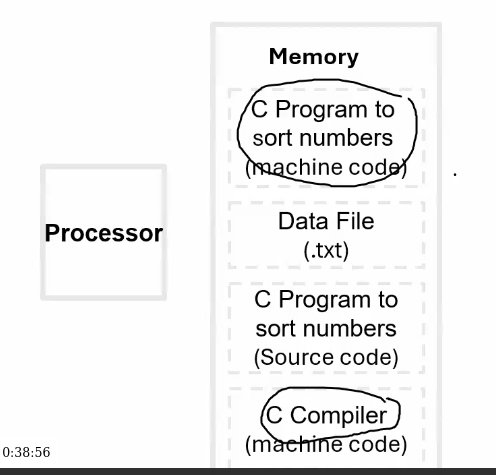 Memory
C Program to
sort numbers
(machine code)
Processor
Data File
(.txt)
C Program to
sort numbers
(Source code)
C Compiler
(machine code)
0:38:56